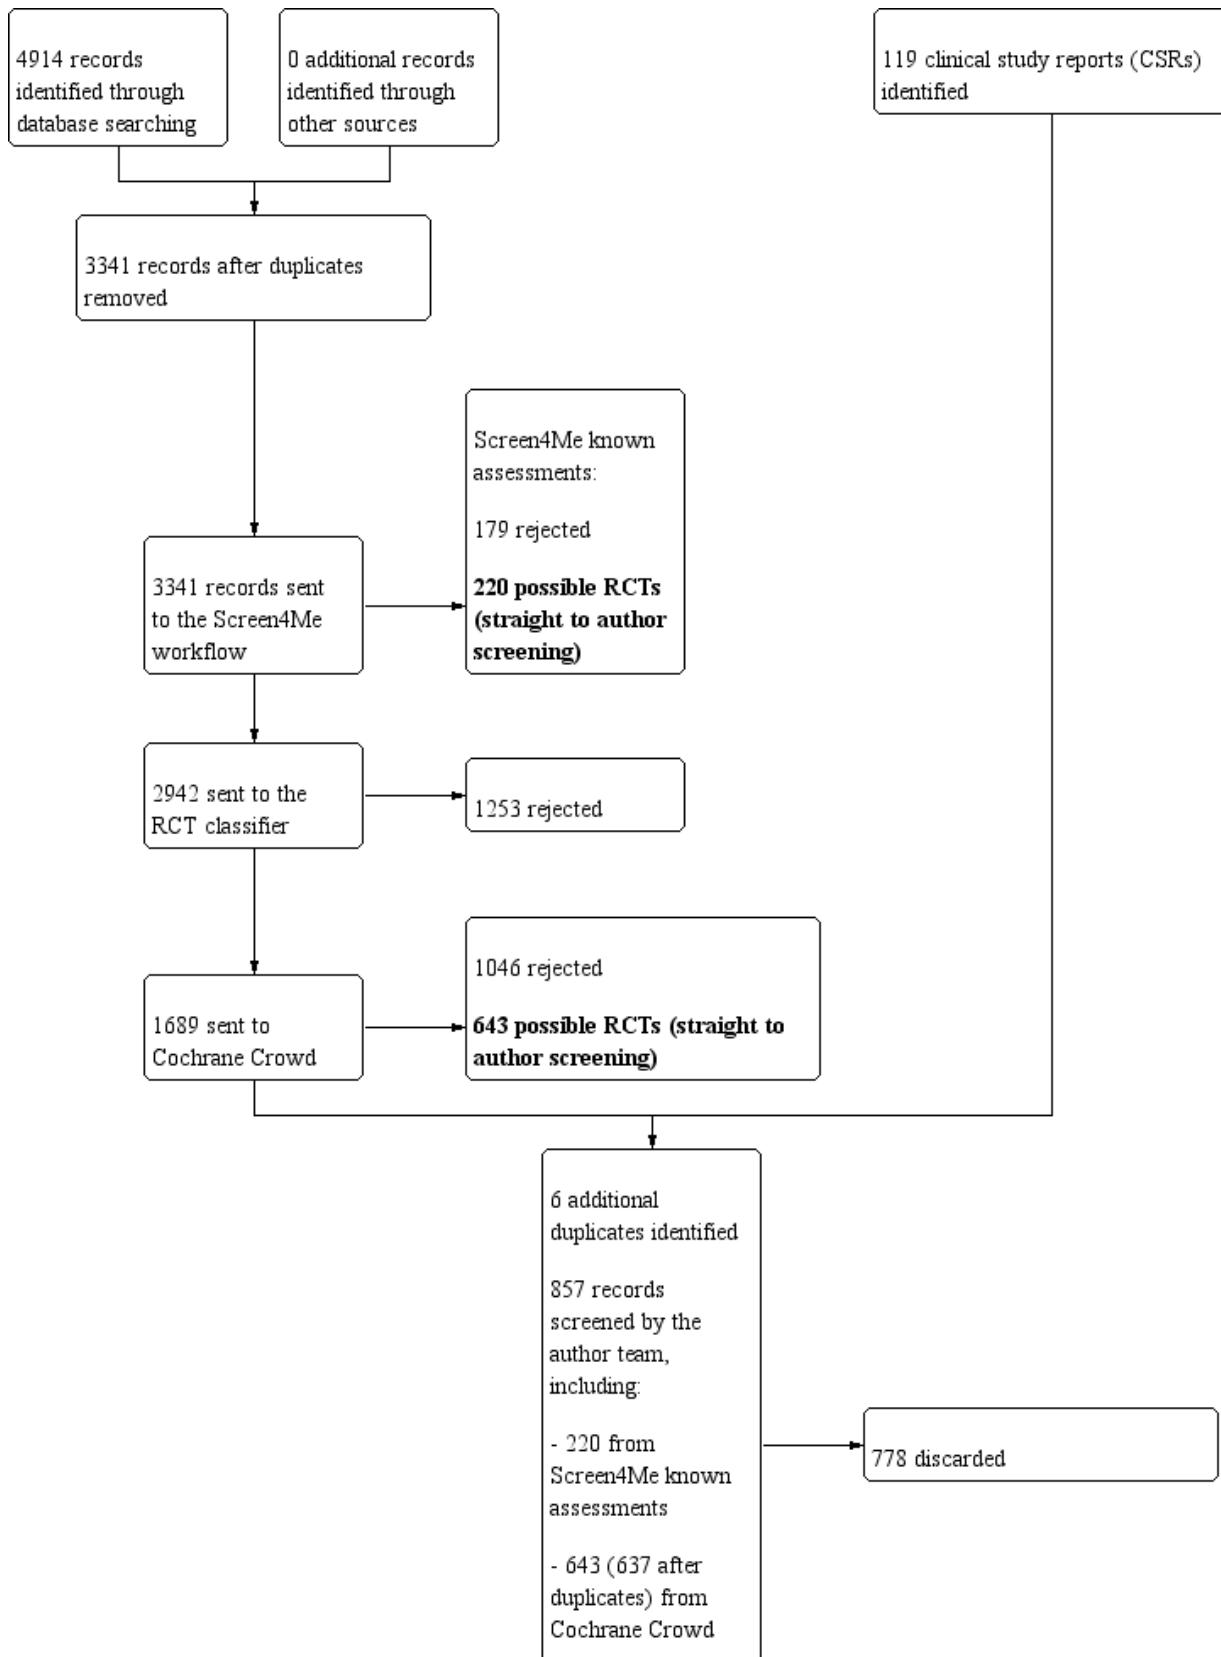 4914 records
identified through
database searching
0 additional records
identified through
other sources
119 clinical study reports (CSRs)
identified
3341 records after duplicates
removed
Screen4Me known
assessments:
179 rejected
220 possible RCTs
(straight to author
screening)
3341 records sent
to the Screen4Me
workflow
2942 sent to the
RCT classifier
1253 rejected
1046 rejected
643 possible RCTs (straight to
author screening)
1689 sent to
Cochrane Crowd
6 additional
duplicates identified
857 records
screened by the
author team,
including:
- 220 from
Screen4Me known
assessments
- 643 (637 after
duplicates) from
Cochrane Crowd
778 discarded